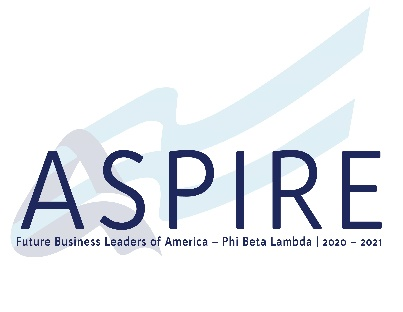 ASPIRE
Future Business Leaders of America – Phi Beta Lambda | 2020 – 2021